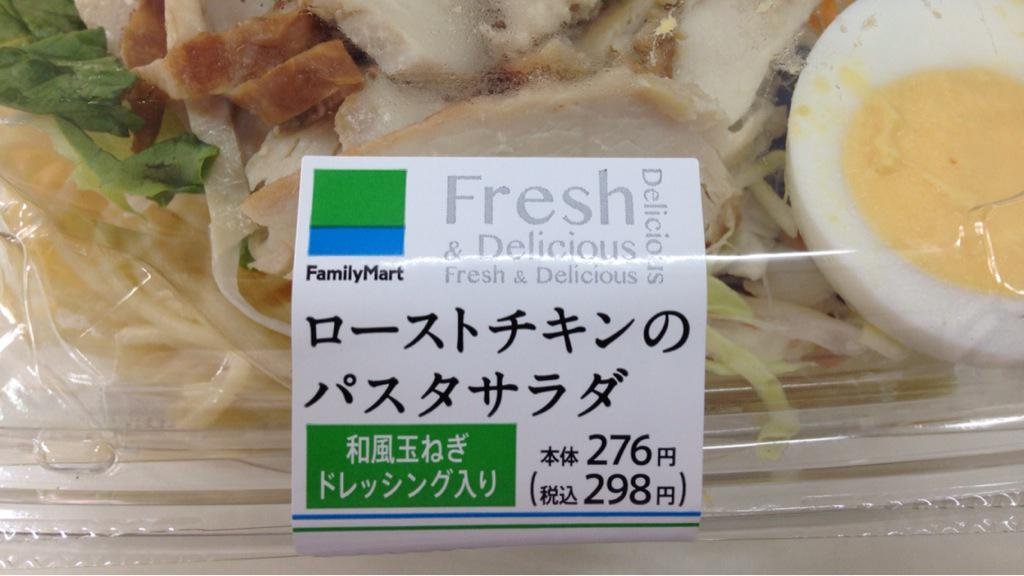 FamilyMart
Fresh
& Delicious
Fresh & Delicious
Delicious
ローストチキンの
パスタサラダ
和風玉ねぎ
ドレッシング入り
本体 276円
(税込 298円)